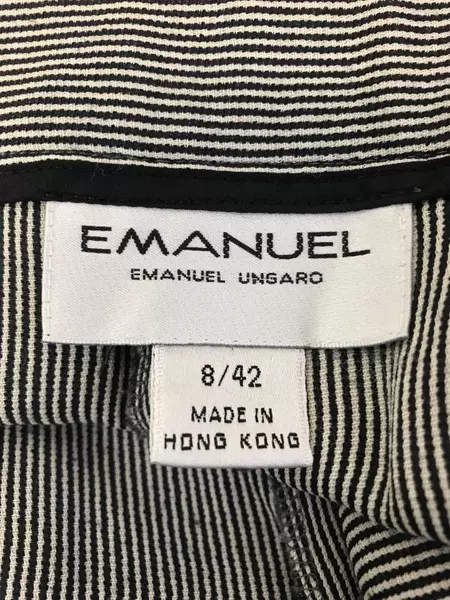 EMANUEL
EMANUEL UNGARO
8/42
MADE IN
HONG KONG